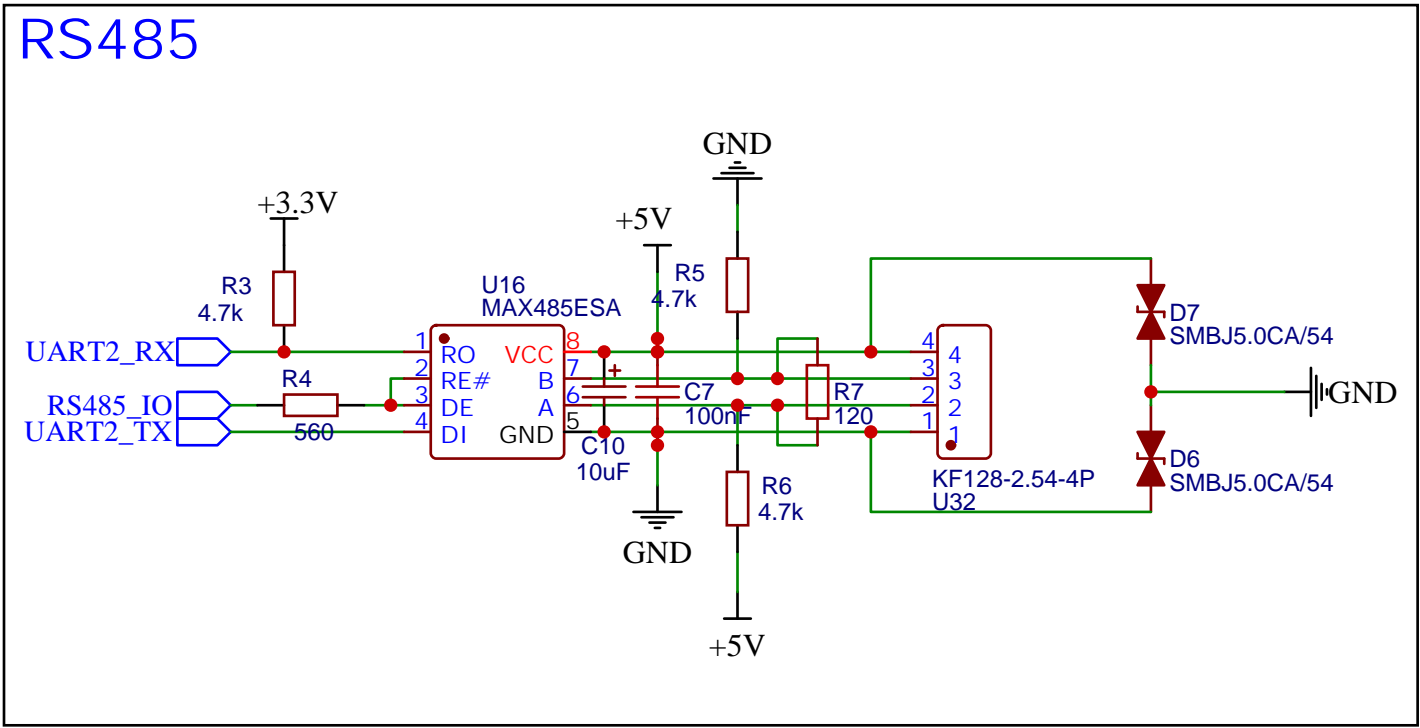 RS485
GND
+3.3V
+5V
R3
4.7k
R5
4.7k
U16
MAX485ESA
D7
SMBJ5.0CA/54
UART2_RX
1
RO
VCC
8
4
4
2
RE#
B
7
3
3
R4
560
RS485_IO
3
DE
A
6
2
2
UART2_TX
4
DI
GND
5
1
1
+
C7
100nF
R7
120
GND
C10
10uF
D6
SMBJ5.0CA/54
R6
4.7k
KF128-2.54-4P
U32
GND
+5V